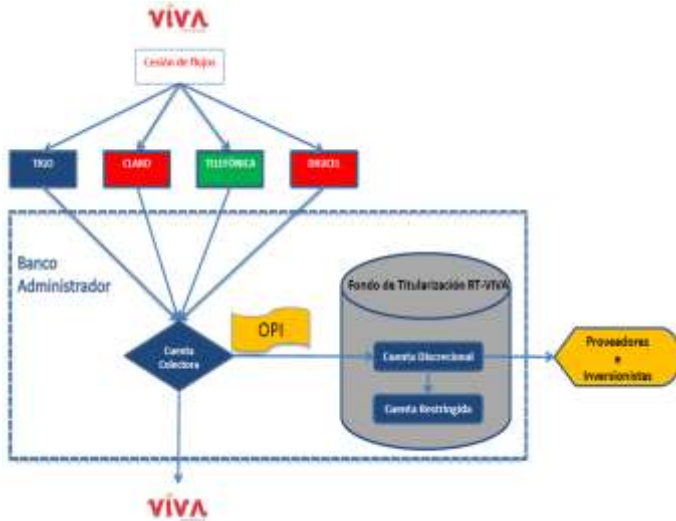 VIVA
Cesión de flujos
TIGO
CLARO
TELEFÓNICA
DIGICEL
Banco
Administrador
Fondo de Titularización RT-VIVA
OPI
Cuenta
Colectora
Cuenta Discrecional
Cuenta Restringida
Proveedores
e
Inversionistas
VIVA